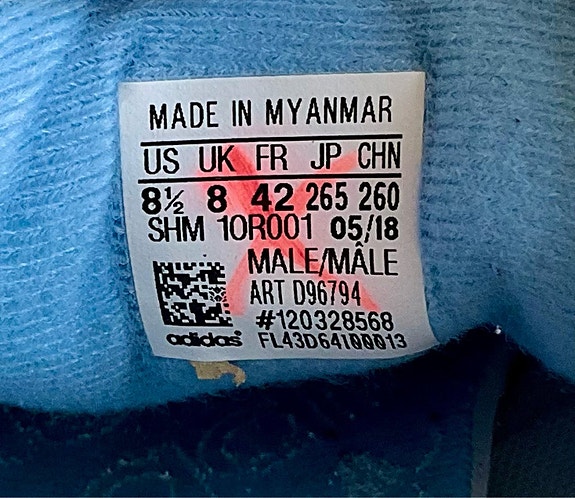 MADE IN MYANMAR
US UK FR JP CHN
8½ 8 42 265 260
SHM 10R001 05/18
MALE/MÂLE
ART D96794
#120328568
adidas FL43D64I00013